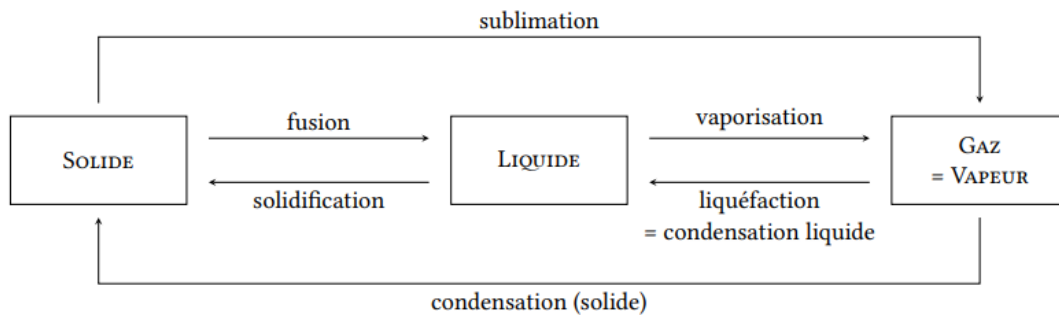 sublimation
fusion
vaporisation
Solide
Liquide
Gaz
= Vapeur
solidification
liquéfaction
= condensation liquide
condensation (solide)